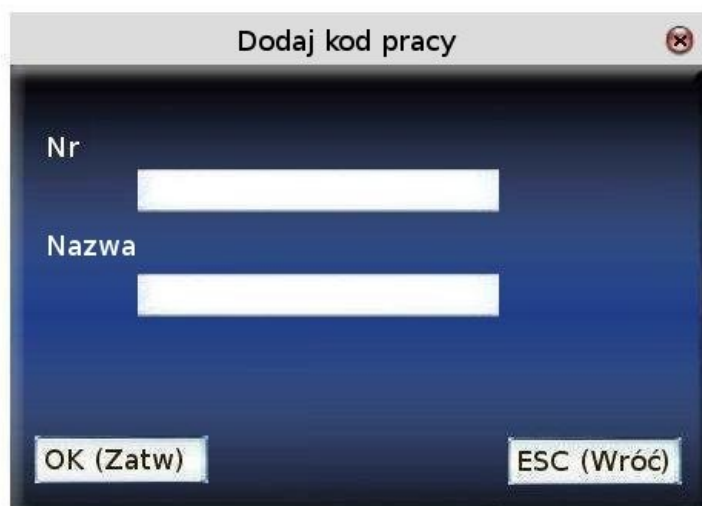 Dodaj kod pracy
Nr
Nazwa
OK (Zatw)
ESC (Wróć)